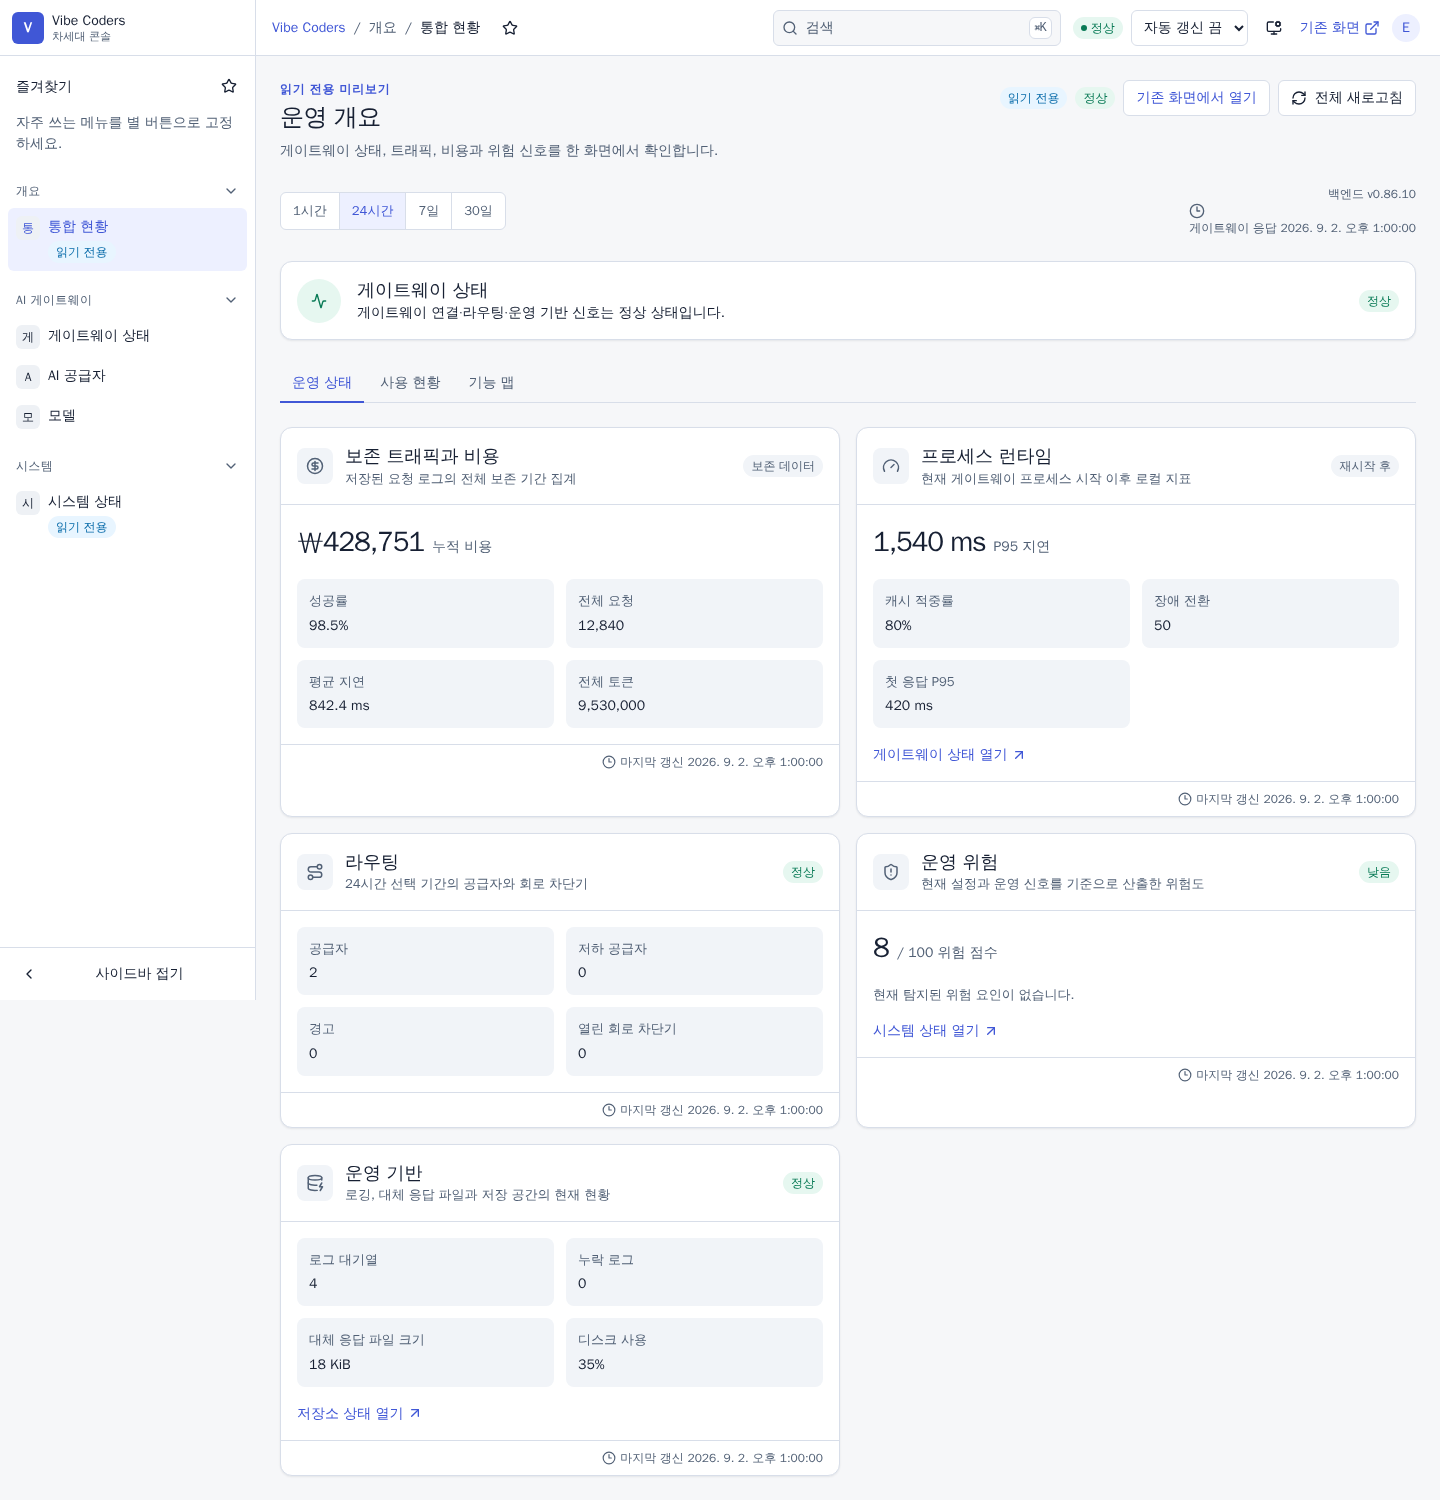 V
Vibe Coders
차세대 콘솔
Vibe Coders / 개요 / 통합 현황
검색
⌘K
정상
자동 갱신 끔
기존 화면
E
즐겨찾기
자주 쓰는 메뉴를 별 버튼으로 고정
하세요.
개요
통 통합 현황
읽기 전용
AI 게이트웨이
게 게이트웨이 상태
A AI 공급자
모 모델
시스템
시 시스템 상태
읽기 전용
사이드바 접기
읽기 전용 미리보기
운영 개요
게이트웨이 상태, 트래픽, 비용과 위험 신호를 한 화면에서 확인합니다.
읽기 전용
정상
기존 화면에서 열기
전체 새로고침
1시간
24시간
7일
30일
백엔드 v0.86.10
게이트웨이 응답 2026. 9. 2. 오후 1:00:00
게이트웨이 상태
게이트웨이 연결·라우팅·운영 기반 신호는 정상 상태입니다.
정상
운영 상태
사용 현황
기능 맵
보존 트래픽과 비용
저장된 요청 로그의 전체 보존 기간 집계
보존 데이터
₩428,751 누적 비용
성공률
98.5%
전체 요청
12,840
평균 지연
842.4 ms
전체 토큰
9,530,000
마지막 갱신 2026. 9. 2. 오후 1:00:00
프로세스 런타임
현재 게이트웨이 프로세스 시작 이후 로컬 지표
재시작 후
1,540 ms P95 지연
캐시 적중률
80%
장애 전환
50
첫 응답 P95
420 ms
게이트웨이 상태 열기
마지막 갱신 2026. 9. 2. 오후 1:00:00
라우팅
24시간 선택 기간의 공급자와 회로 차단기
정상
공급자
2
저하 공급자
0
경고
0
열린 회로 차단기
0
마지막 갱신 2026. 9. 2. 오후 1:00:00
운영 위험
현재 설정과 운영 신호를 기준으로 산출한 위험도
낮음
8 / 100 위험 점수
현재 탐지된 위험 요인이 없습니다.
시스템 상태 열기
마지막 갱신 2026. 9. 2. 오후 1:00:00
운영 기반
로깅, 대체 응답 파일과 저장 공간의 현재 현황
정상
로그 대기열
4
누락 로그
0
대체 응답 파일 크기
18 KiB
디스크 사용
35%
저장소 상태 열기
마지막 갱신 2026. 9. 2. 오후 1:00:00